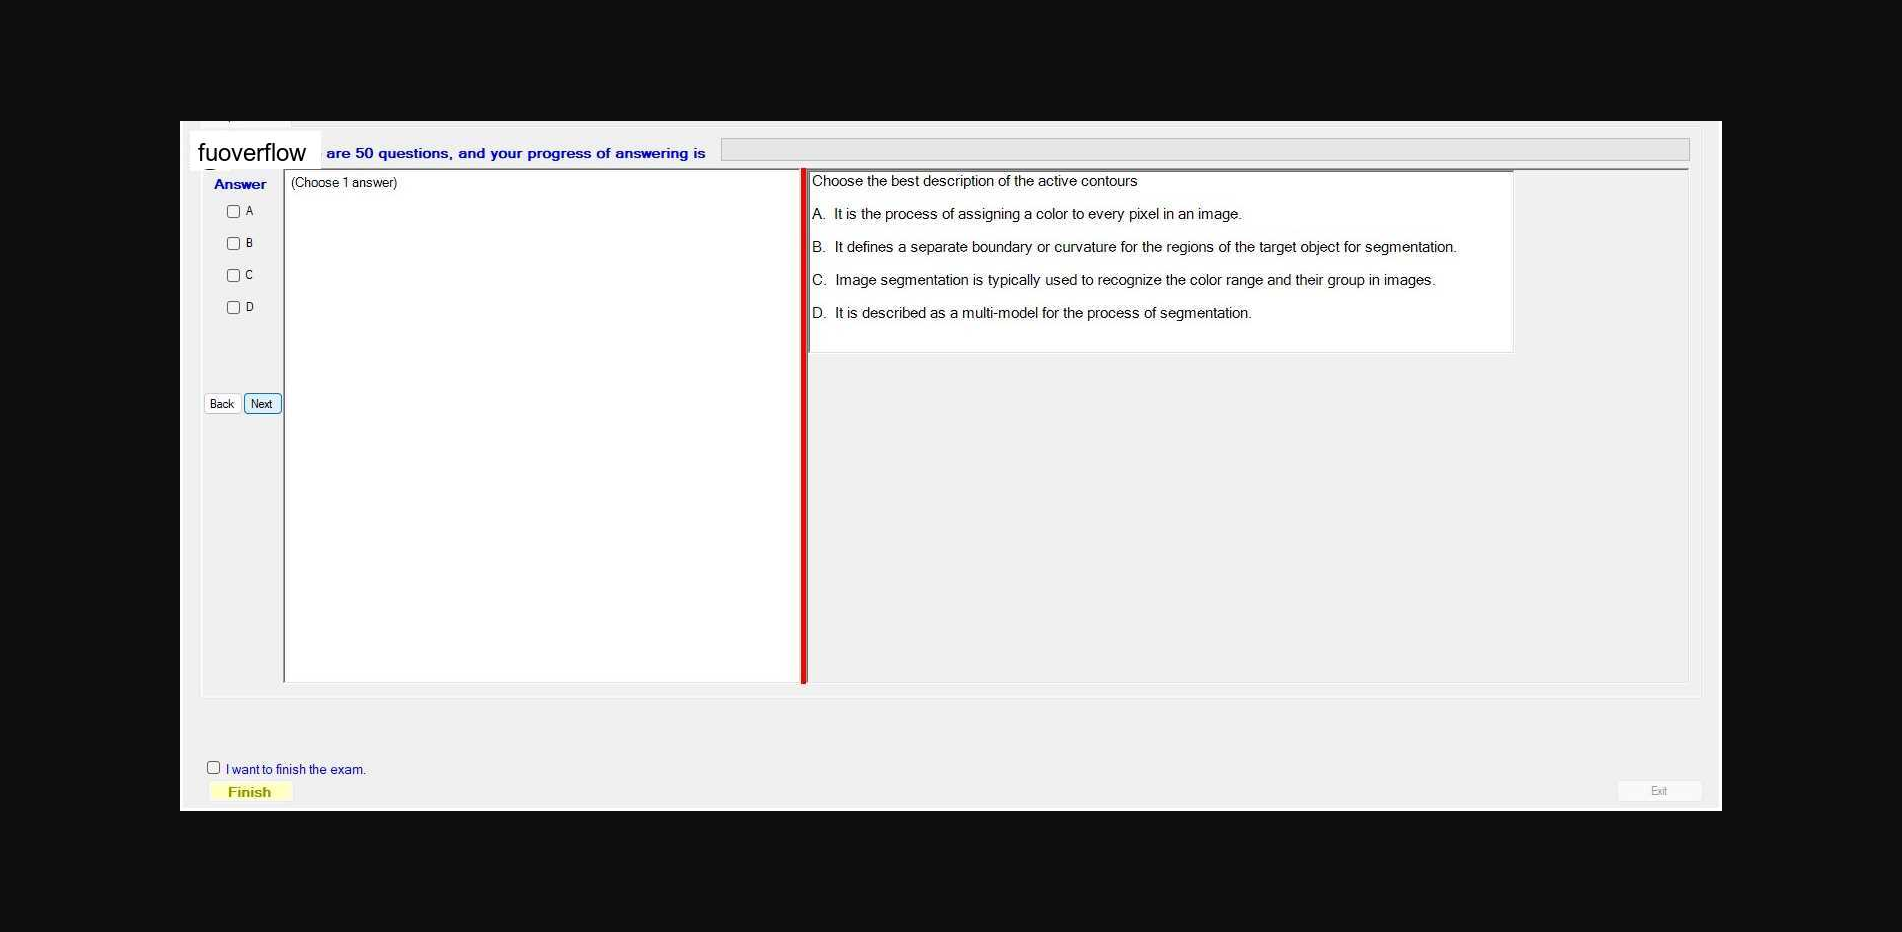 fuoverflow are 50 questions, and your progress of answering is
Answer
(Choose 1 answer)
A
B
C
D
Back Next
Choose the best description of the active contours
A. It is the process of assigning a color to every pixel in an image.
B. It defines a separate boundary or curvature for the regions of the target object for segmentation.
C. Image segmentation is typically used to recognize the color range and their group in images.
D. It is described as a multi-model for the process of segmentation.
I want to finish the exam.
Finish
Exit